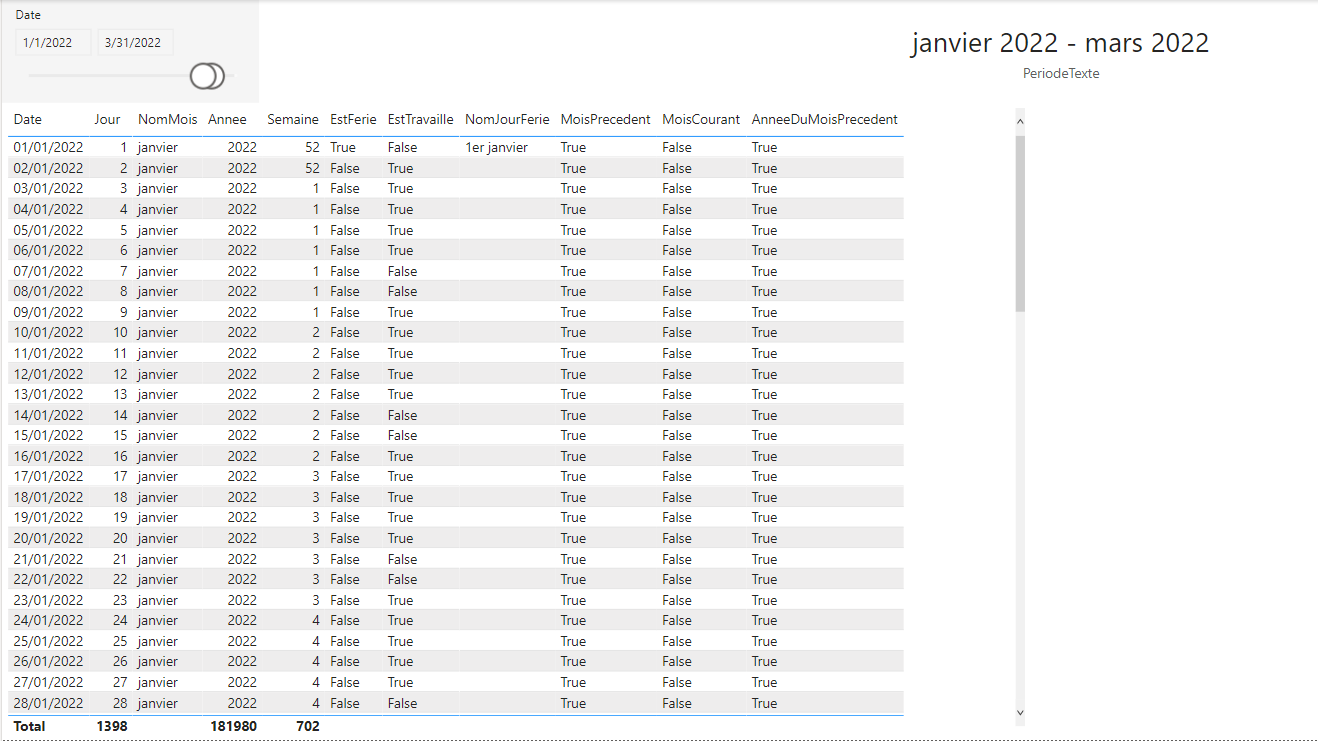 Date
1/1/2022 3/31/2022
janvier 2022 - mars 2022
PeriodeTexte
Date Jour NomMois Annee Semaine EstFerie EstTravaille NomJourFerie MoisPrecedent MoisCourant AnneeDuMoisPrecedent
01/01/2022 1 janvier 2022 52 True False 1er janvier True False True
02/01/2022 2 janvier 2022 52 False True True False True
03/01/2022 3 janvier 2022 1 False True True False True
04/01/2022 4 janvier 2022 1 False True True False True
05/01/2022 5 janvier 2022 1 False True True False True
06/01/2022 6 janvier 2022 1 False True True False True
07/01/2022 7 janvier 2022 1 False False True False True
08/01/2022 8 janvier 2022 1 False False True False True
09/01/2022 9 janvier 2022 1 False True True False True
10/01/2022 10 janvier 2022 2 False True True False True
11/01/2022 11 janvier 2022 2 False True True False True
12/01/2022 12 janvier 2022 2 False True True False True
13/01/2022 13 janvier 2022 2 False True True False True
14/01/2022 14 janvier 2022 2 False False True False True
15/01/2022 15 janvier 2022 2 False False True False True
16/01/2022 16 janvier 2022 2 False True True False True
17/01/2022 17 janvier 2022 3 False True True False True
18/01/2022 18 janvier 2022 3 False True True False True
19/01/2022 19 janvier 2022 3 False True True False True
20/01/2022 20 janvier 2022 3 False True True False True
21/01/2022 21 janvier 2022 3 False False True False True
22/01/2022 22 janvier 2022 3 False False True False True
23/01/2022 23 janvier 2022 3 False True True False True
24/01/2022 24 janvier 2022 4 False True True False True
25/01/2022 25 janvier 2022 4 False True True False True
26/01/2022 26 janvier 2022 4 False True True False True
27/01/2022 27 janvier 2022 4 False True True False True
28/01/2022 28 janvier 2022 4 False False True False True
Total 1398 181980 702